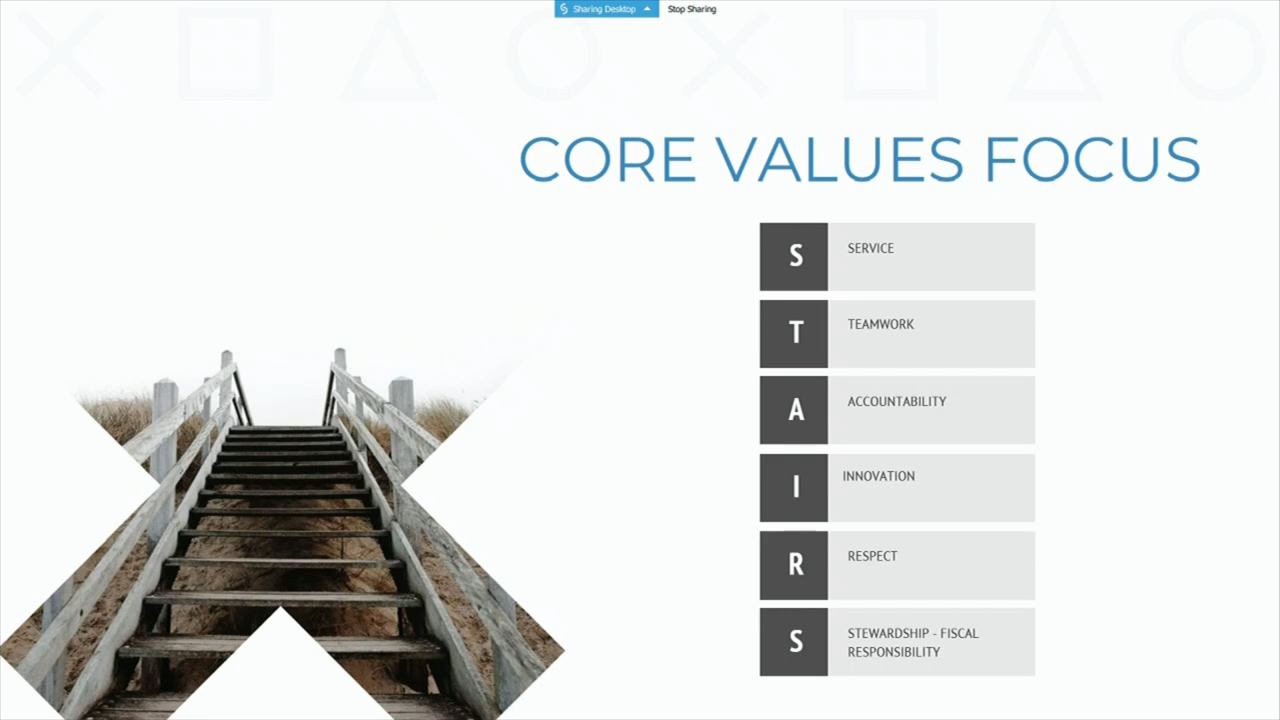 Sharing Desktop Stop Sharing
CORE VALUES FOCUS
S SERVICE
T TEAMWORK
A ACCOUNTABILITY
I INNOVATION
R RESPECT
S STEWARDSHIP - FISCAL
RESPONSIBILITY